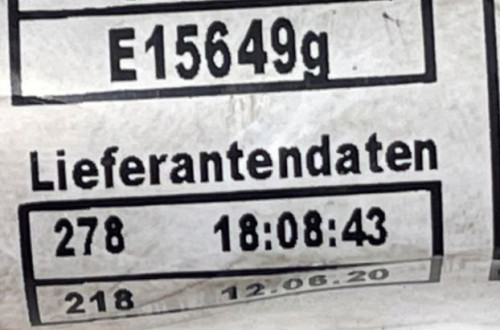 E15649g
Lieferantendaten
278 18:08:43
218 12.06.20